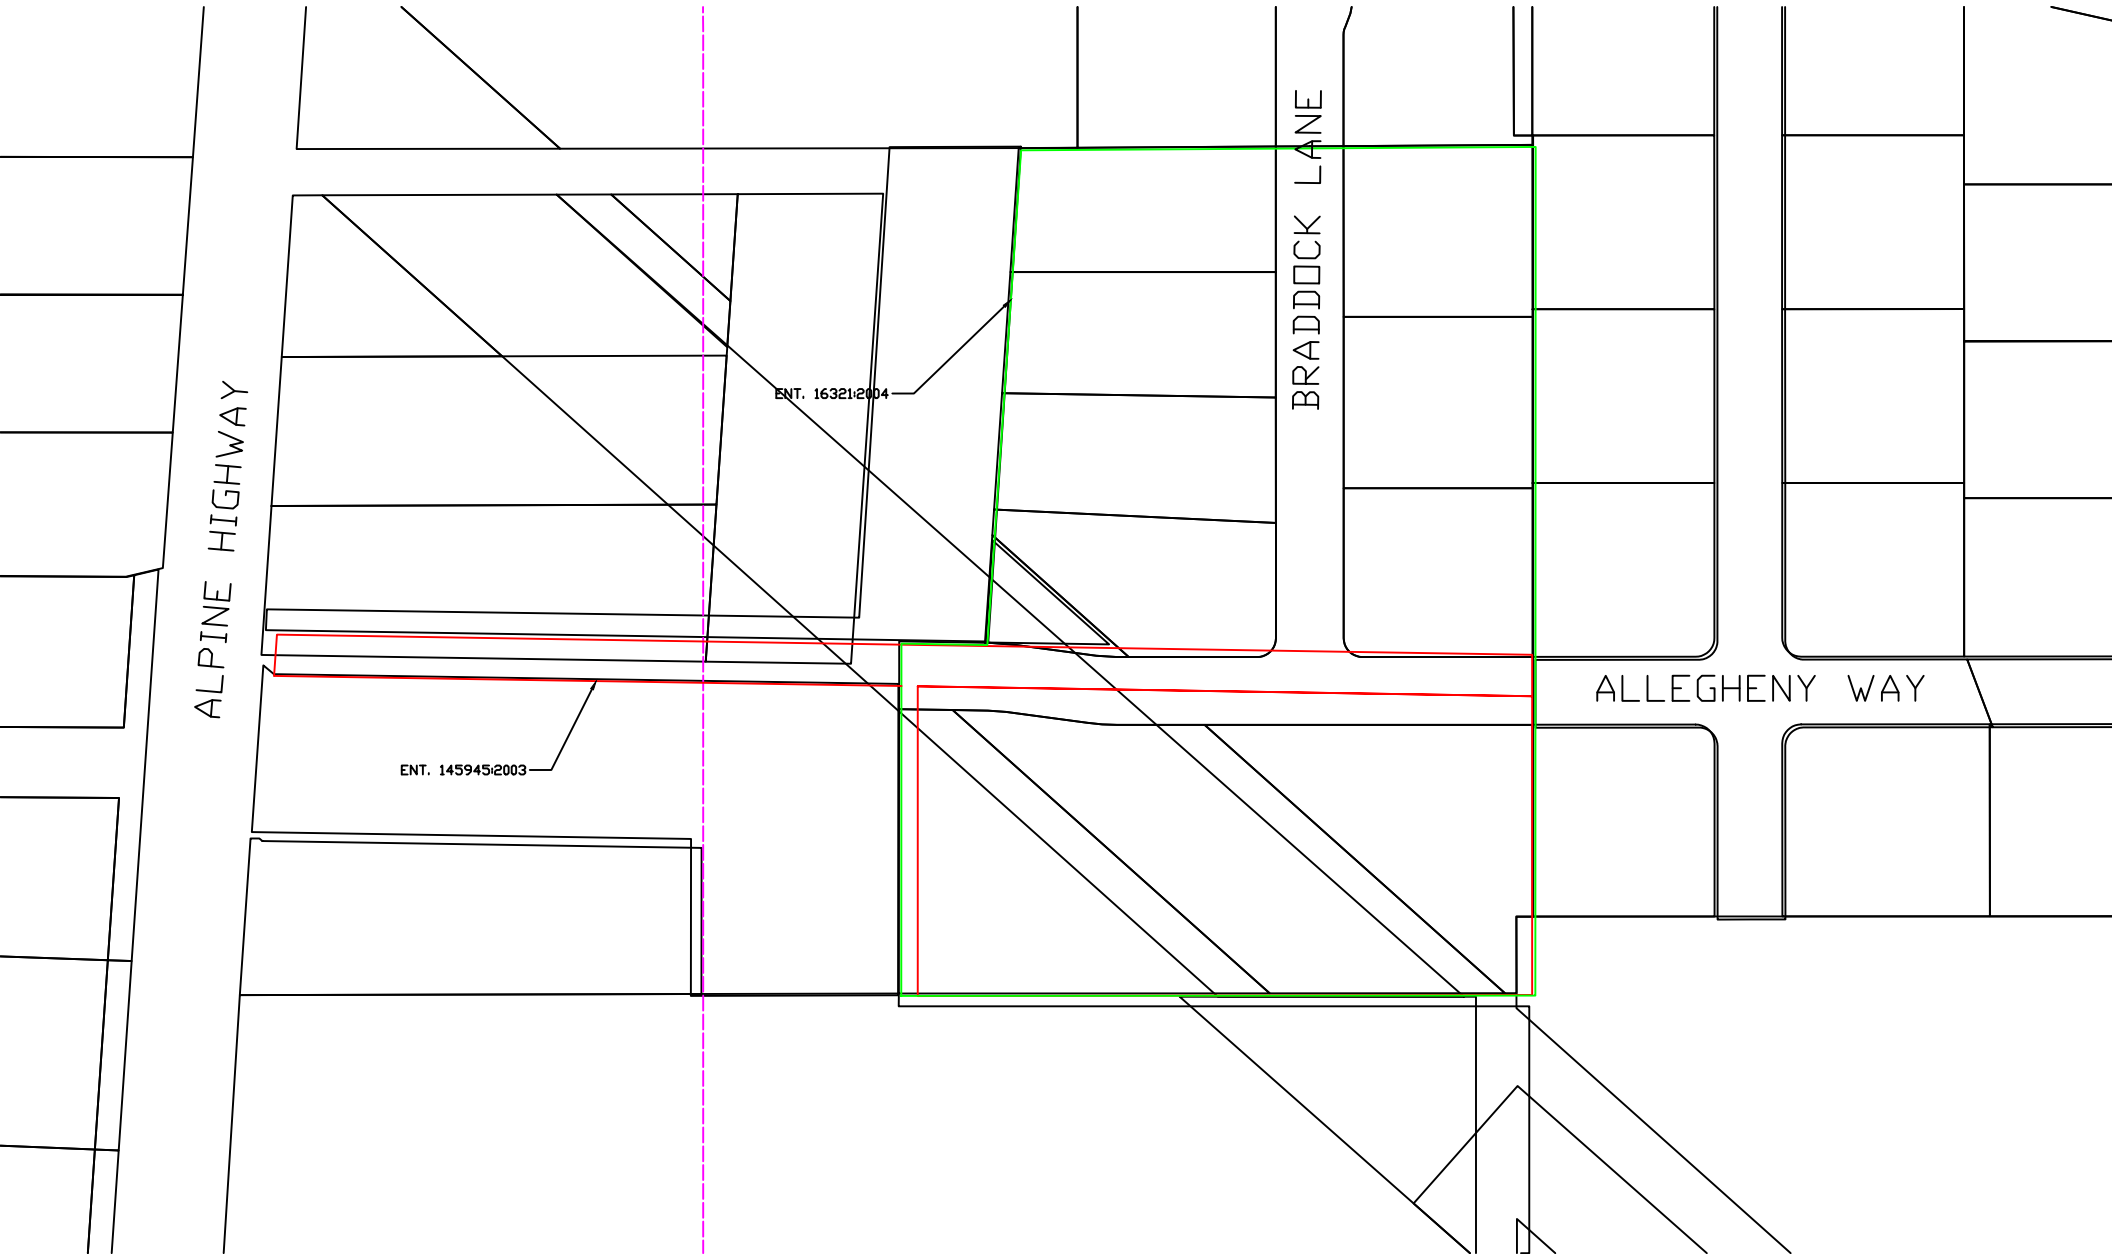 BRADDOCK LANE
ENT. 16321:2004
ALPINE HIGHWAY
ALLEGHENY WAY
ENT. 145945:2003